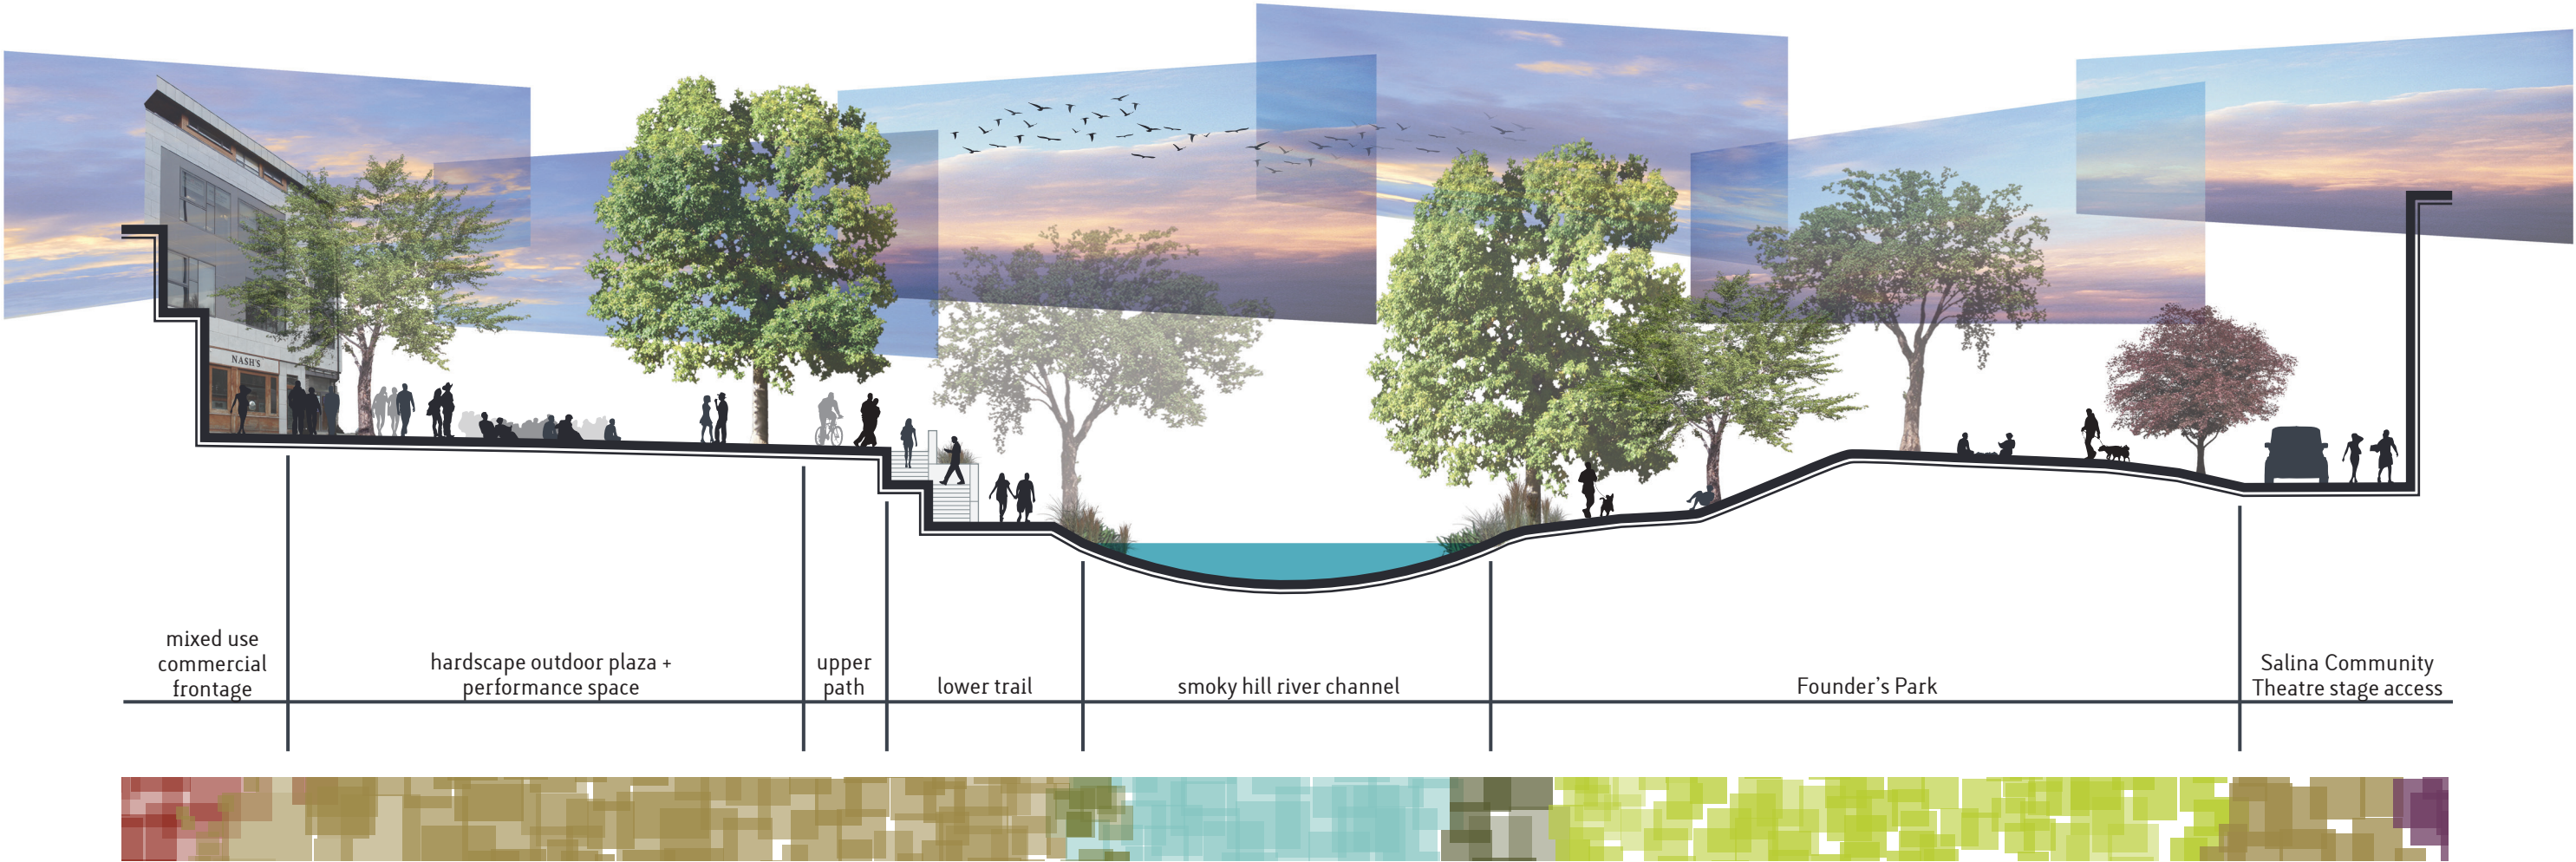 NASH'S
mixed use
commercial
frontage
hardscape outdoor plaza +
performance space
upper
path
lower trail
smoky hill river channel
Founder's Park
Salina Community
Theatre stage access